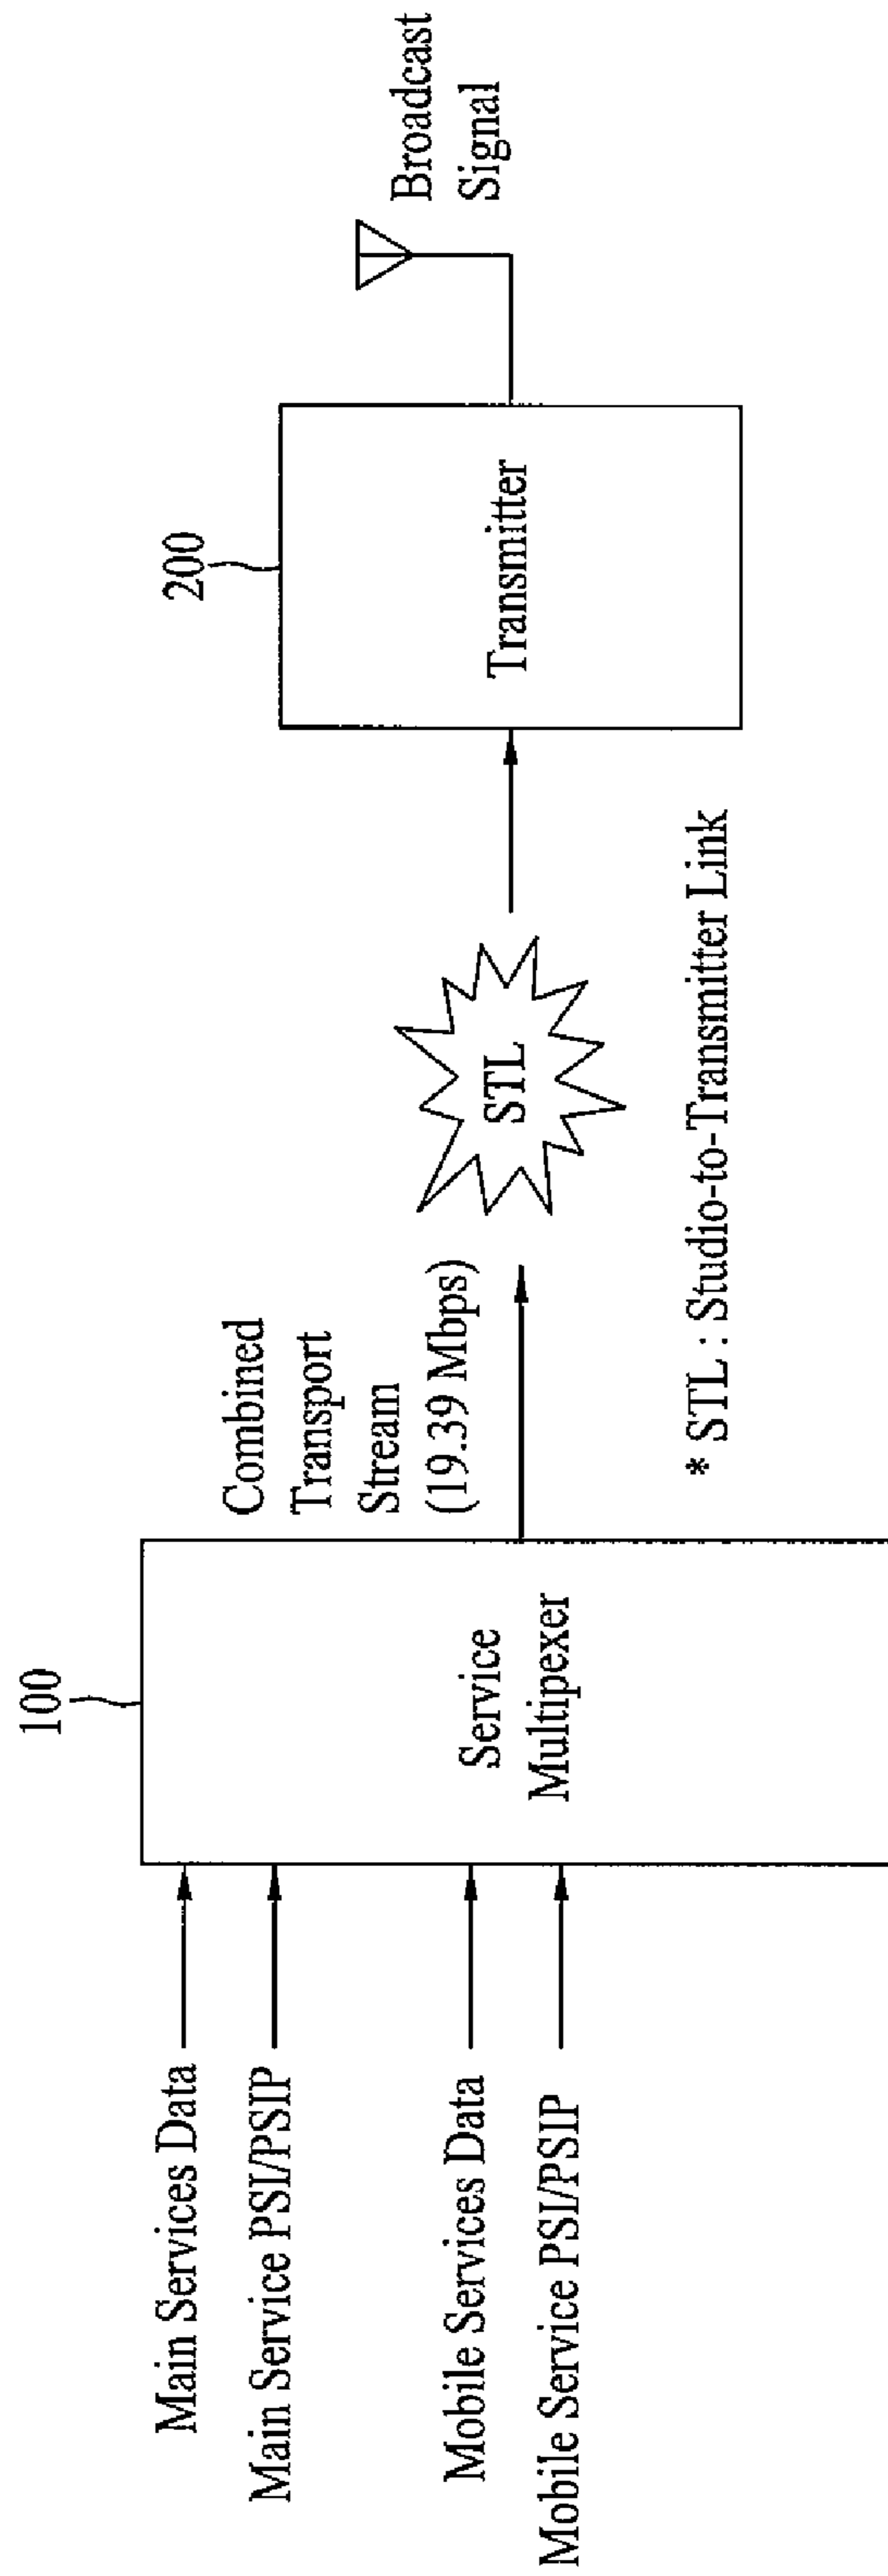 100
200
Main Services Data
Main Service PSI/PSIP
Mobile Services Data
Mobile Service PSI/PSIP
Service
Multipexer
Combined
Transport
Stream
(19.39 Mbps)
STL
Transmitter
Broadcast
Signal
* STL : Studio-to-Transmitter Link